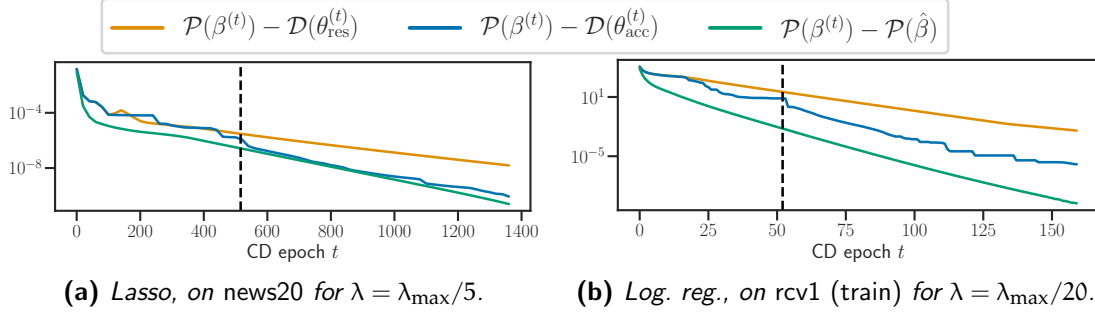 𝒫(β^(t)) − 𝒟(θ_res^(t)) 𝒫(β^(t)) − 𝒟(θ_acc^(t)) 𝒫(β^(t)) − 𝒫(β̂)
10⁻⁴
10⁻⁸
0 200 400 600 800 1000 1200 1400
CD epoch t
(a) Lasso, on news20 for λ = λ_max/5.
10¹
10⁻⁵
0 25 50 75 100 125 150
CD epoch t
(b) Log. reg., on rcv1 (train) for λ = λ_max/20.